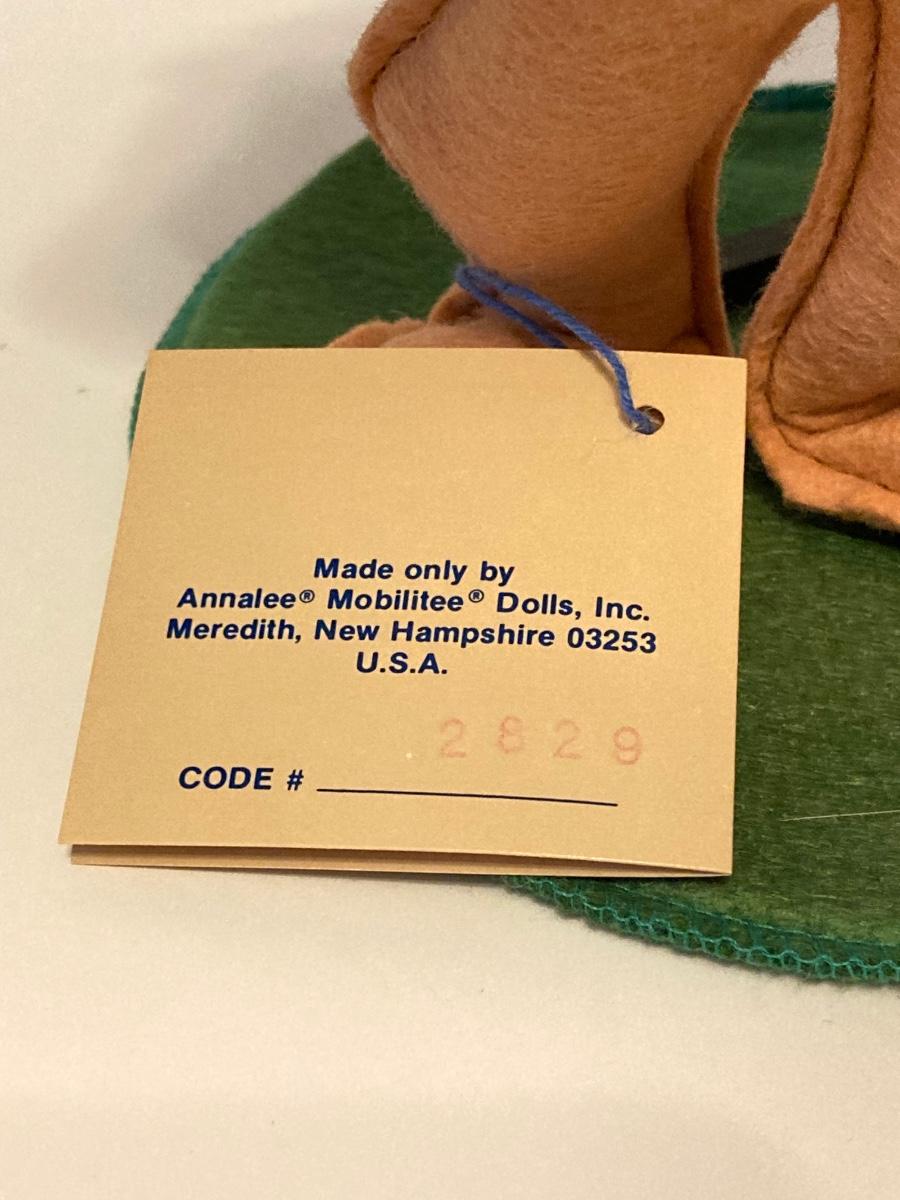 Made only by
Annalee® Mobilitee® Dolls, Inc.
Meredith, New Hampshire 03253
U.S.A.
2829
CODE #